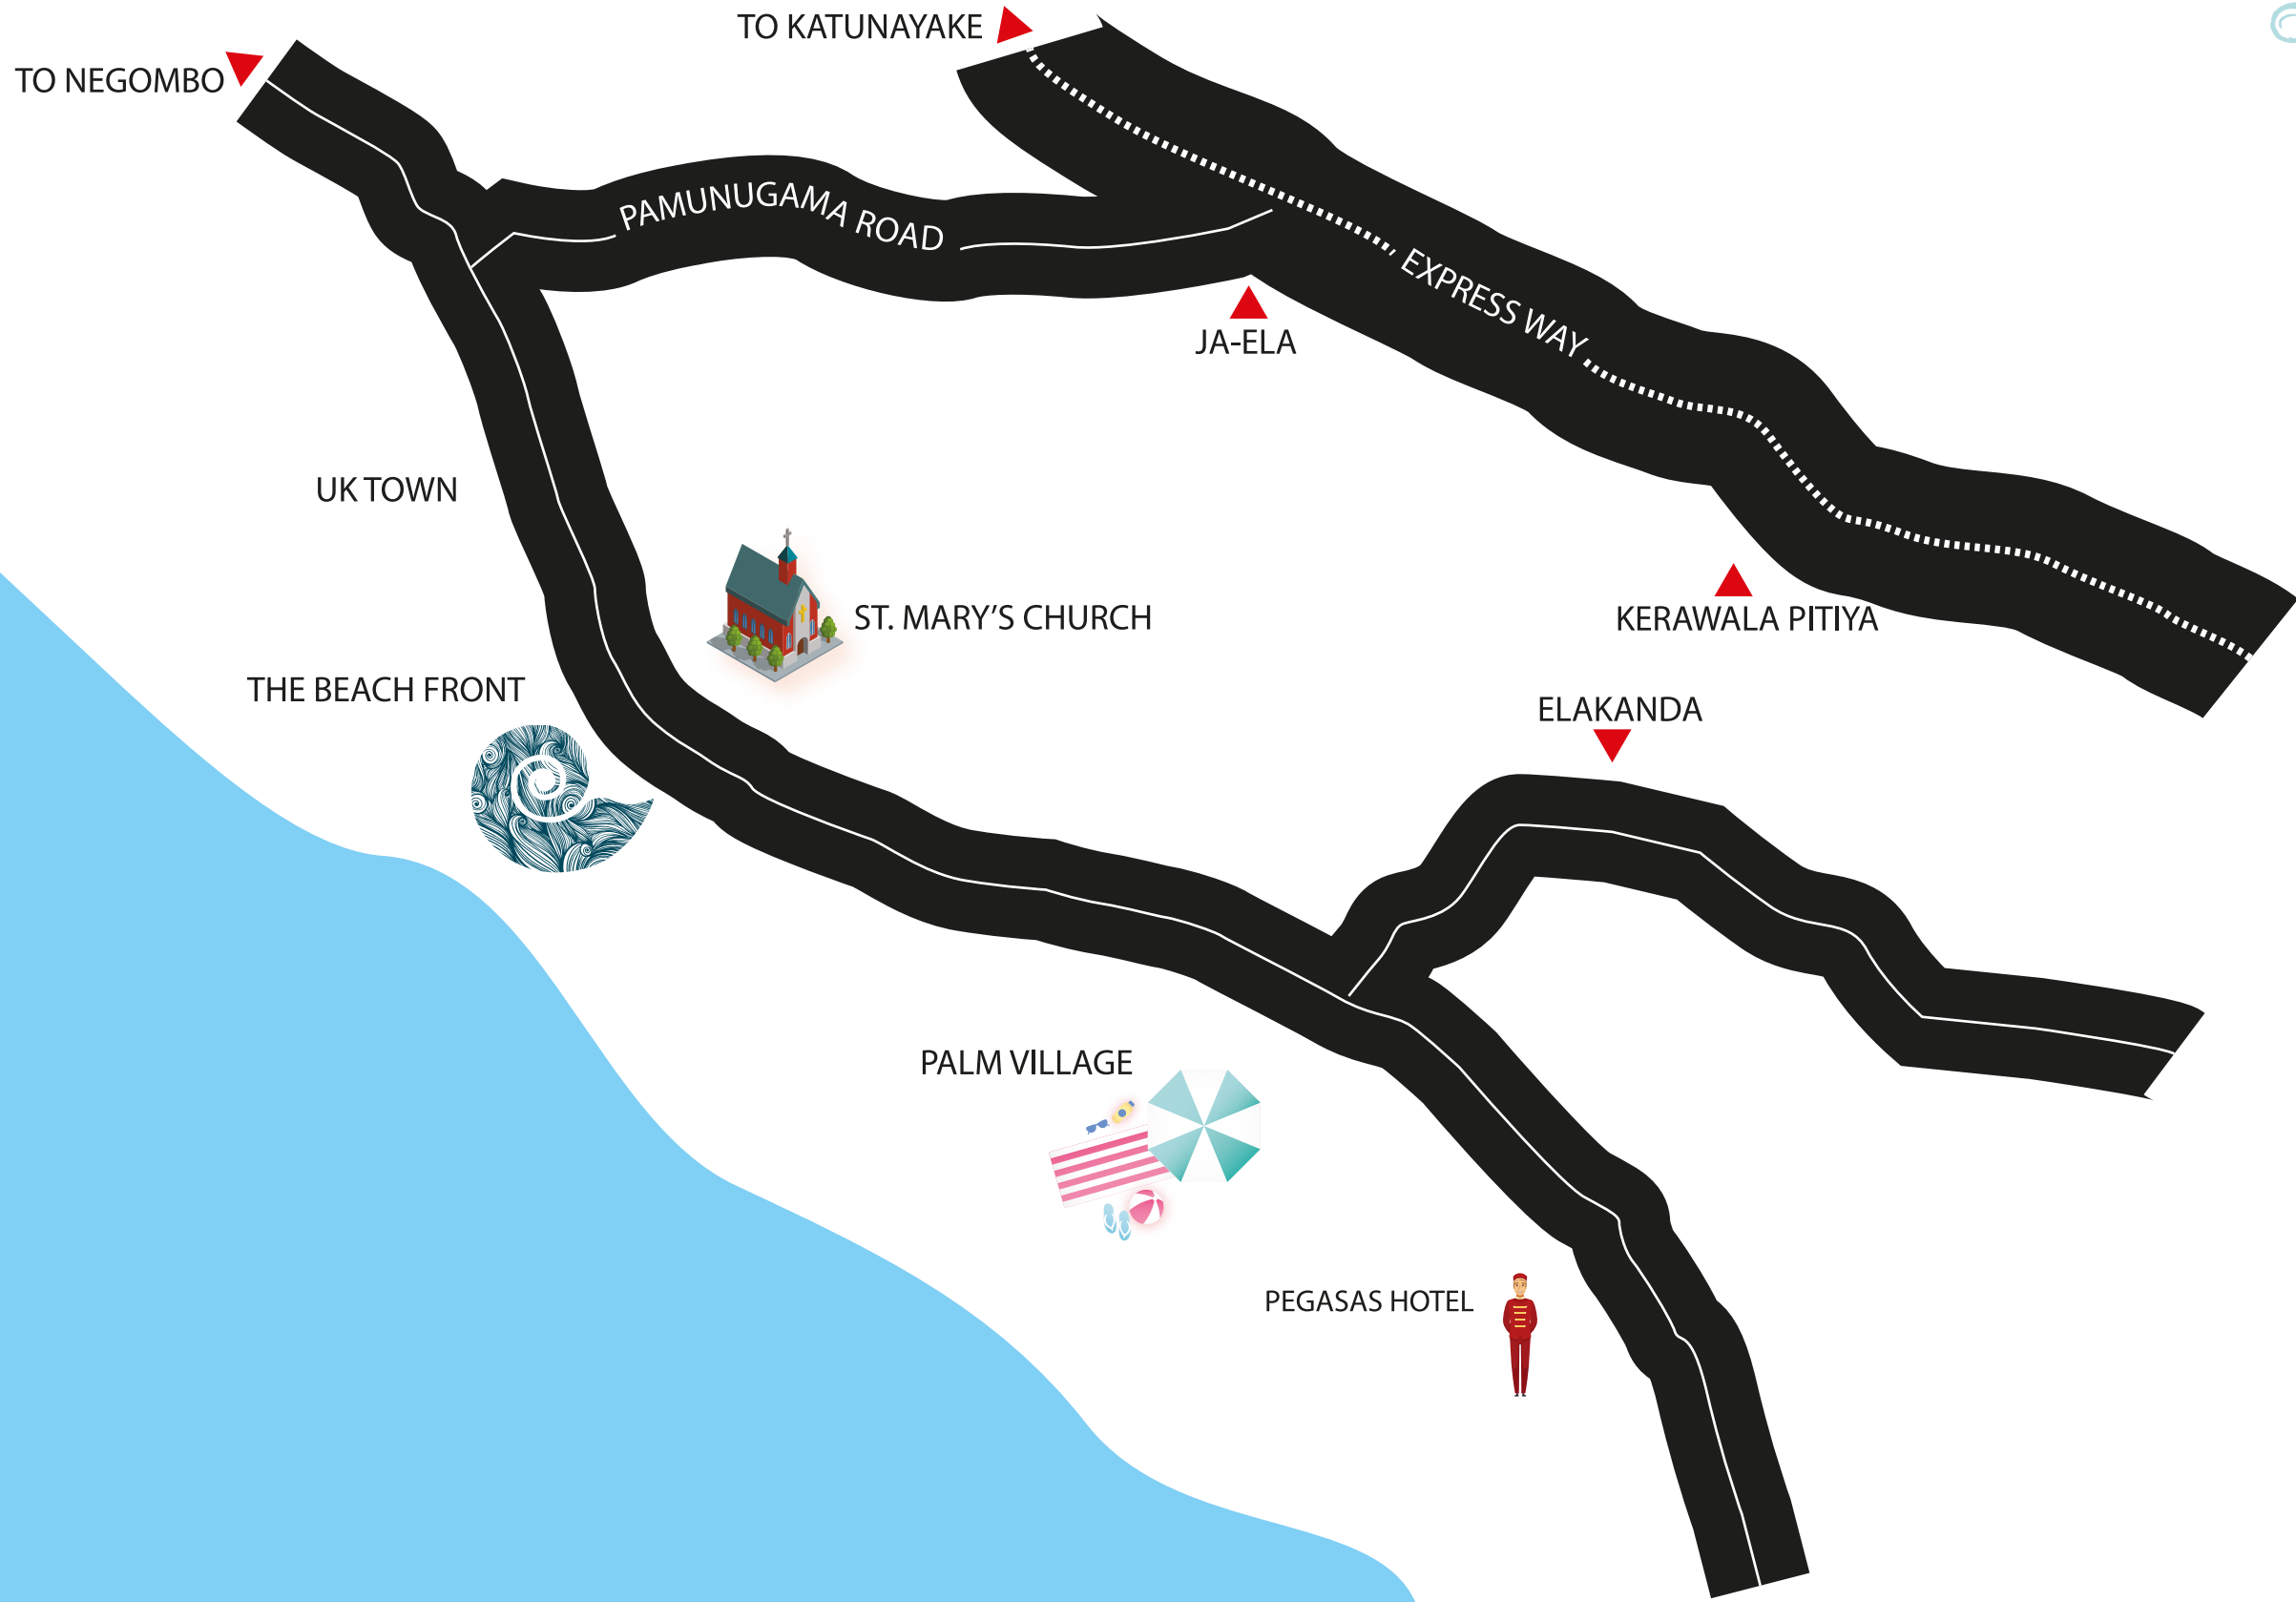 TO KATUNAYAKE
TO NEGOMBO
PAMUNUGAMA ROAD
EXPRESS WAY
JA-ELA
UK TOWN
ST. MARY'S CHURCH
KERAWALA PITIYA
THE BEACH FRONT
ELAKANDA
PALM VILLAGE
PEGASAS HOTEL